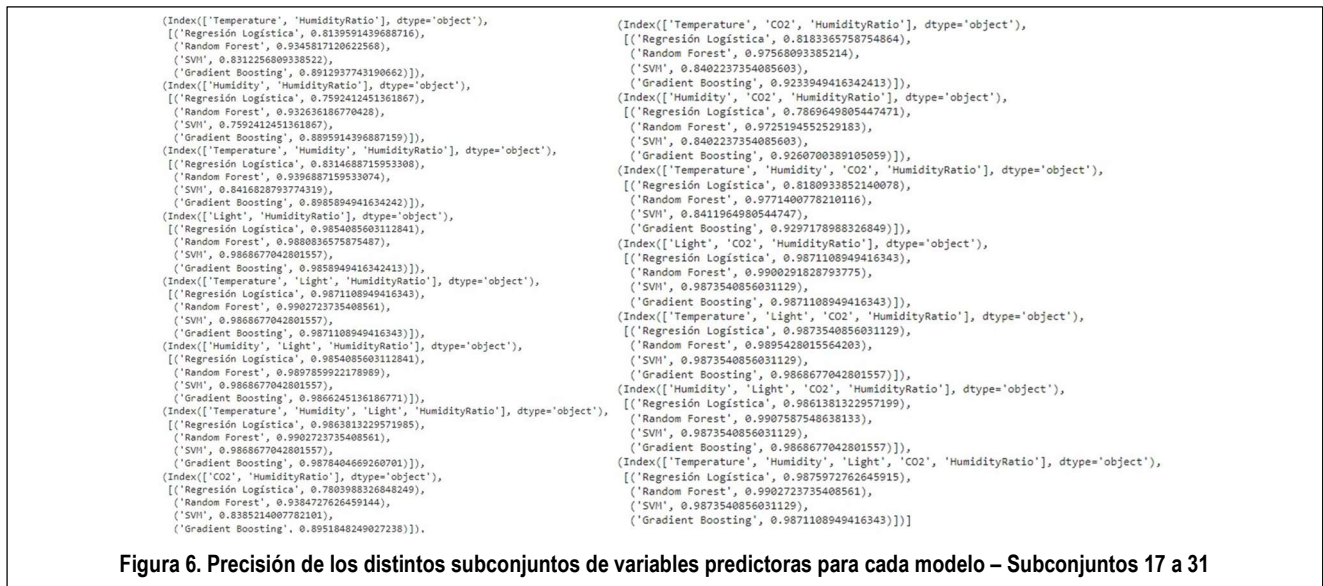 (Index(['Temperature', 'HumidityRatio'], dtype='object'),
[('Regresión Logística', 0.8139591439688716),
('Random Forest', 0.9345817120622568),
('SVM', 0.8312256809338522),
('Gradient Boosting', 0.8912937743190662)]),
(Index(['Humidity', 'HumidityRatio'], dtype='object'),
[('Regresión Logística', 0.7592412451361867),
('Random Forest', 0.932636186770428),
('SVM', 0.7592412451361867),
('Gradient Boosting', 0.8895914396887159)]),
(Index(['Temperature', 'Humidity', 'HumidityRatio'], dtype='object'),
[('Regresión Logística', 0.8314688715953308),
('Random Forest', 0.9396887159533074),
('SVM', 0.8416828793774319),
('Gradient Boosting', 0.8985894941634242)]),
(Index(['Light', 'HumidityRatio'], dtype='object'),
[('Regresión Logística', 0.9854085603112841),
('Random Forest', 0.9880836575875487),
('SVM', 0.9868677042801557),
('Gradient Boosting', 0.9858949416342413)]),
(Index(['Temperature', 'Light', 'HumidityRatio'], dtype='object'),
[('Regresión Logística', 0.9871108949416343),
('Random Forest', 0.9902723735408561),
('SVM', 0.9868677042801557),
('Gradient Boosting', 0.9871108949416343)]),
(Index(['Humidity', 'Light', 'HumidityRatio'], dtype='object'),
[('Regresión Logística', 0.9854085603112841),
('Random Forest', 0.9897859922178989),
('SVM', 0.9868677042801557),
('Gradient Boosting', 0.9866245136186771)]),
(Index(['Temperature', 'Humidity', 'Light', 'HumidityRatio'], dtype='object'),
[('Regresión Logística', 0.9863813229571985),
('Random Forest', 0.9902723735408561),
('SVM', 0.9868677042801557),
('Gradient Boosting', 0.9878404669260701)]),
(Index(['CO2', 'HumidityRatio'], dtype='object'),
[('Regresión Logística', 0.7803988326848249),
('Random Forest', 0.9384727626459144),
('SVM', 0.8385214007782101),
('Gradient Boosting', 0.8951848249027238)]),
(Index(['Temperature', 'CO2', 'HumidityRatio'], dtype='object'),
[('Regresión Logística', 0.8183365758754864),
('Random Forest', 0.97568093385214),
('SVM', 0.8402237354085603),
('Gradient Boosting', 0.9233949416342413)]),
(Index(['Humidity', 'CO2', 'HumidityRatio'], dtype='object'),
[('Regresión Logística', 0.7869649805447471),
('Random Forest', 0.9725194552529183),
('SVM', 0.8402237354085603),
('Gradient Boosting', 0.9260700389105059)]),
(Index(['Temperature', 'Humidity', 'CO2', 'HumidityRatio'], dtype='object'),
[('Regresión Logística', 0.8180933852140078),
('Random Forest', 0.9771400778210116),
('SVM', 0.8411964980544747),
('Gradient Boosting', 0.9297178988326849)]),
(Index(['Light', 'CO2', 'HumidityRatio'], dtype='object'),
[('Regresión Logística', 0.9871108949416343),
('Random Forest', 0.9900291828793775),
('SVM', 0.9873540856031129),
('Gradient Boosting', 0.9871108949416343)]),
(Index(['Temperature', 'Light', 'CO2', 'HumidityRatio'], dtype='object'),
[('Regresión Logística', 0.9873540856031129),
('Random Forest', 0.9895428015564203),
('SVM', 0.9873540856031129),
('Gradient Boosting', 0.9868677042801557)]),
(Index(['Humidity', 'Light', 'CO2', 'HumidityRatio'], dtype='object'),
[('Regresión Logística', 0.9861381322957199),
('Random Forest', 0.9907587548638133),
('SVM', 0.9873540856031129),
('Gradient Boosting', 0.9868677042801557)]),
(Index(['Temperature', 'Humidity', 'Light', 'CO2', 'HumidityRatio'], dtype='object'),
[('Regresión Logística', 0.9875972762645915),
('Random Forest', 0.9902723735408561),
('SVM', 0.9873540856031129),
('Gradient Boosting', 0.9871108949416343)])]
Figura 6. Precisión de los distintos subconjuntos de variables predictoras para cada modelo – Subconjuntos 17 a 31